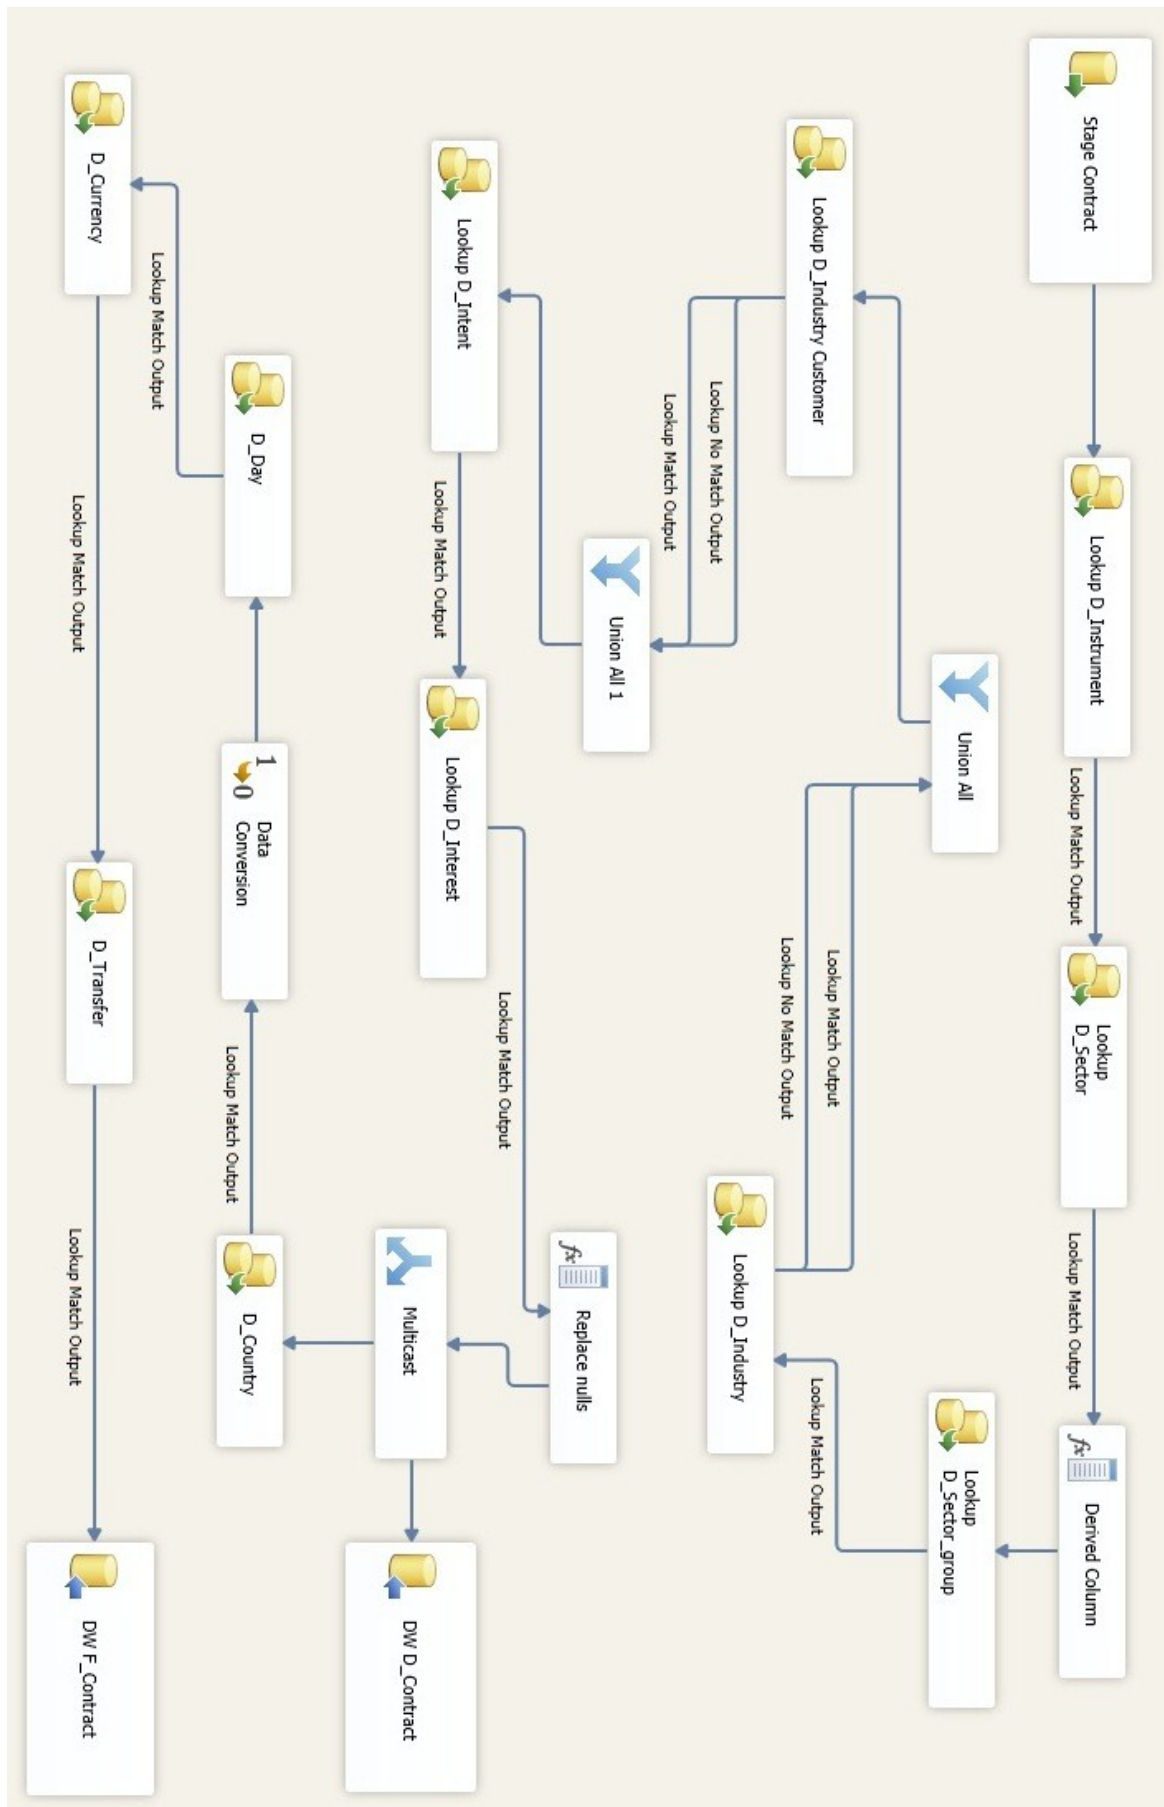 Stage Contract
Lookup D_Instrument
Lookup Match Output
Lookup
D_Sector
Lookup Match Output
Derived Column
Union All
Lookup
D_Sector_group
Lookup D_Industry Customer
Lookup Match Output
Lookup No Match Output
Lookup Match Output
Lookup D_Industry
Lookup No Match Output
Lookup Match Output
Union All 1
Replace nulls
Lookup Match Output
Lookup D_Intent
Lookup Match Output
Lookup D_Interest
Multicast
DW D_Contract
D_Day
Data
Conversion
Lookup Match Output
D_Country
Lookup Match Output
D_Currency
Lookup Match Output
D_Transfer
Lookup Match Output
DW F_Contract
1
0
fx
fx